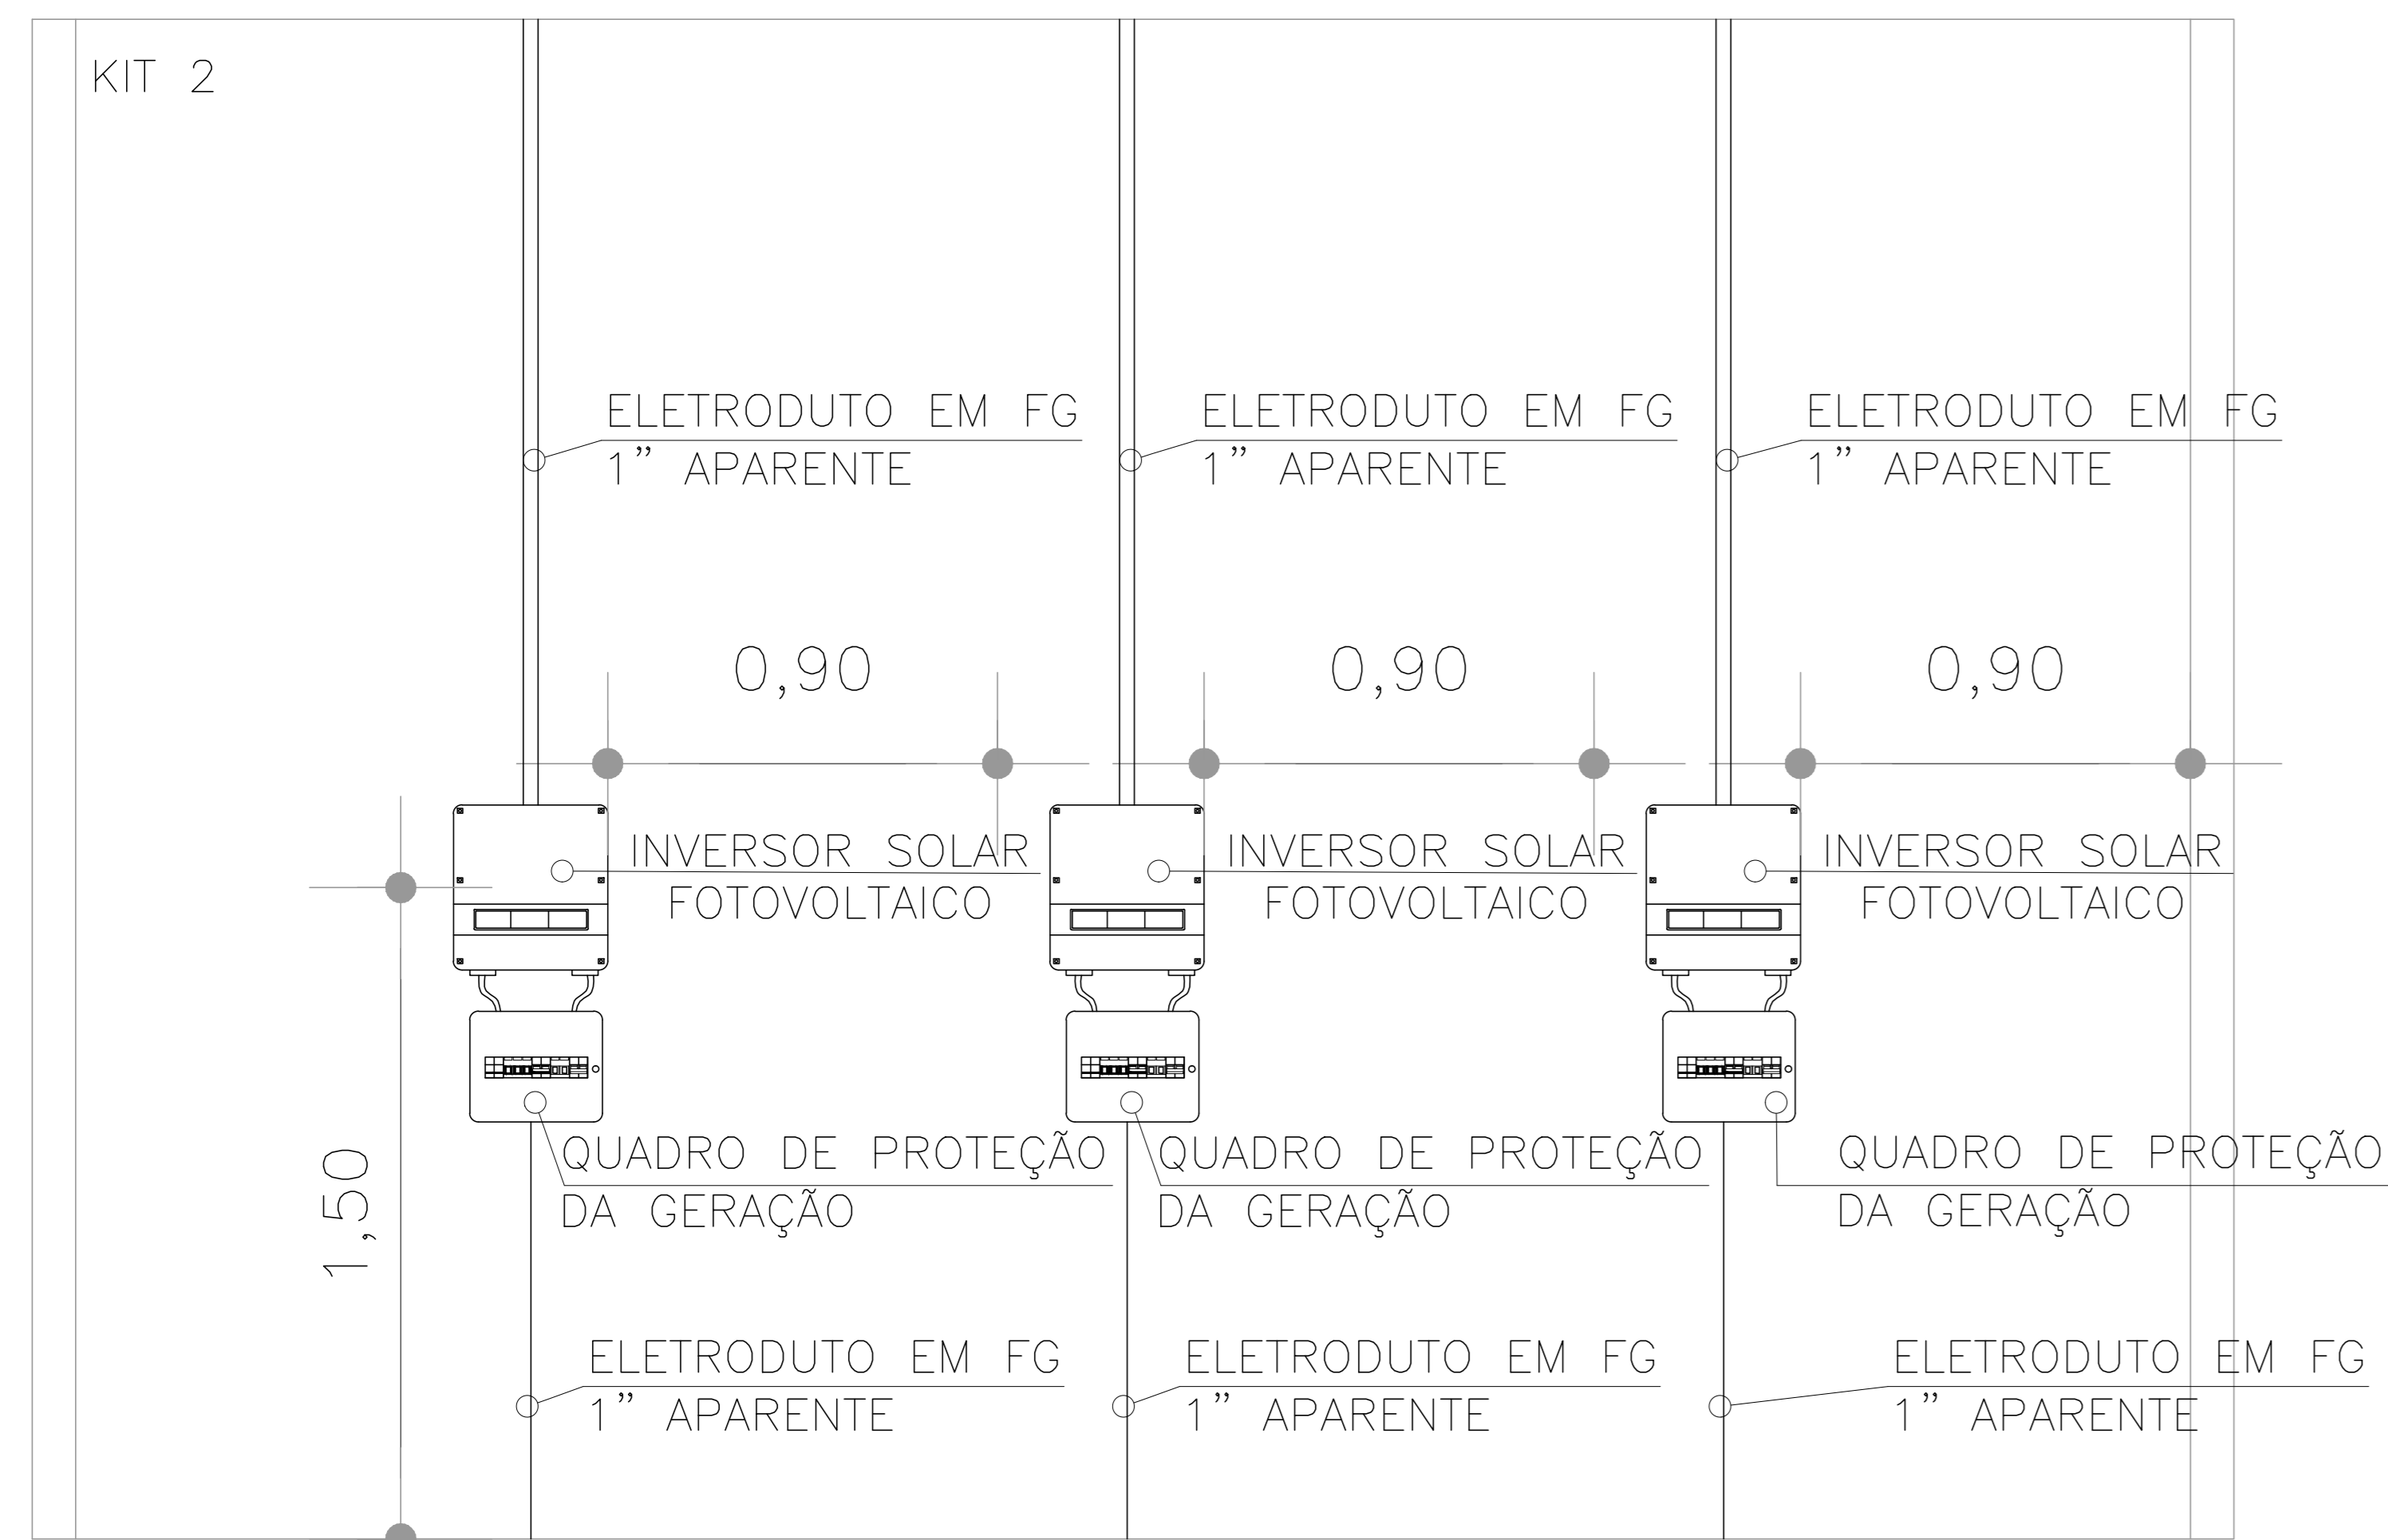 KIT 2
ELETRODUTO EM FG
1" APARENTE
ELETRODUTO EM FG
1" APARENTE
ELETRODUTO EM FG
1" APARENTE
0,90
0,90
0,90
INVERSOR SOLAR
FOTOVOLTAICO
INVERSOR SOLAR
FOTOVOLTAICO
INVERSOR SOLAR
FOTOVOLTAICO
1,50
QUADRO DE PROTEÇÃO
DA GERAÇÃO
QUADRO DE PROTEÇÃO
DA GERAÇÃO
QUADRO DE PROTEÇÃO
DA GERAÇÃO
ELETRODUTO EM FG
1" APARENTE
ELETRODUTO EM FG
1" APARENTE
ELETRODUTO EM FG
1" APARENTE